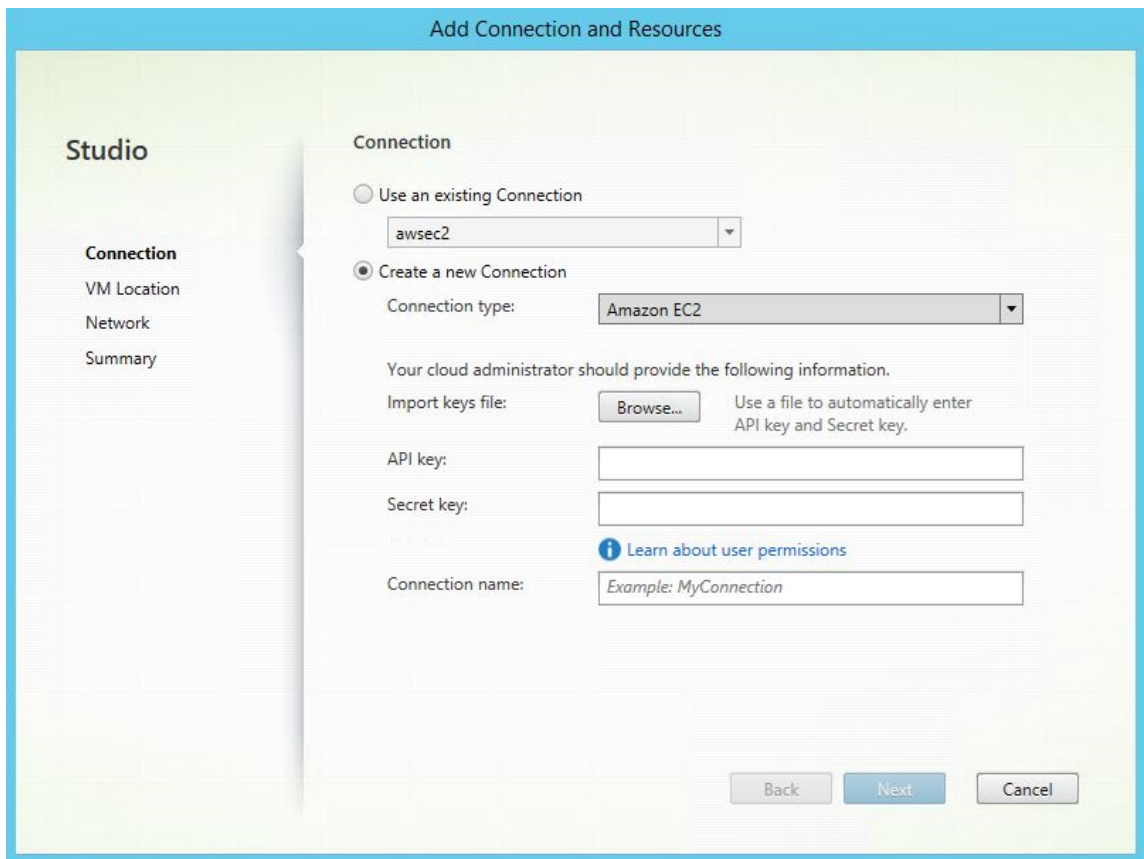 Add Connection and Resources
Studio
Connection
VM Location
Network
Summary
Connection
Use an existing Connection
awsec2
Create a new Connection
Connection type:
Amazon EC2
Your cloud administrator should provide the following information.
Import keys file:
Browse...
Use a file to automatically enter
API key and Secret key.
API key:
Secret key:
Learn about user permissions
Connection name:
Example: MyConnection
Back
Next
Cancel